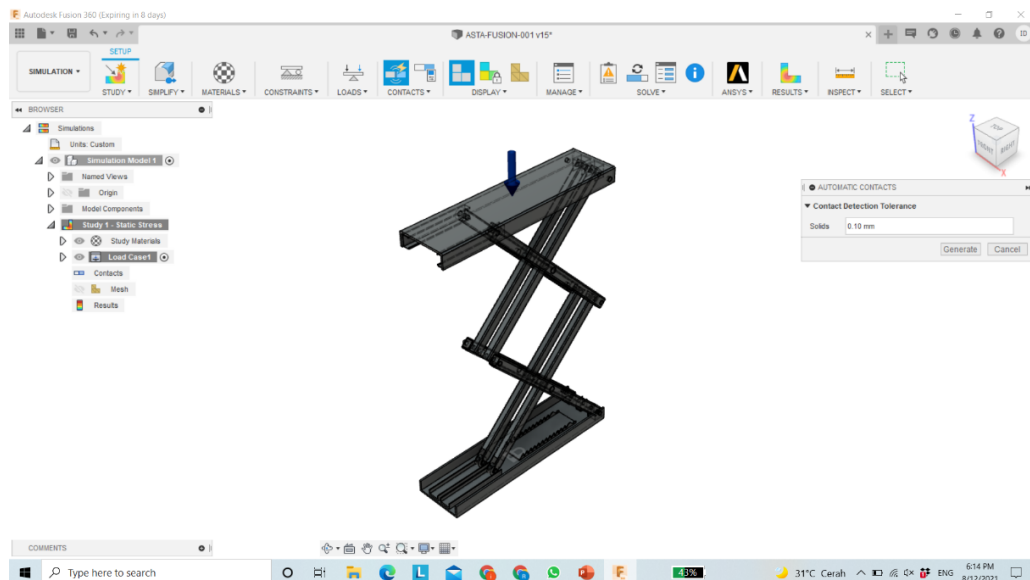 Autodesk Fusion 360 (Expiring in 8 days)
ASTA-FUSION-001 v15*
SETUP
SIMULATION
STUDY
SIMPLIFY
MATERIALS
CONSTRAINTS
LOADS
CONTACTS
DISPLAY
MANAGE
SOLVE
ANSYS
RESULTS
INSPECT
SELECT
BROWSER
Simulations
Units: Custom
Simulation Model 1
Named Views
Origin
Model Components
Study 1 - Static Stress
Study Materials
Load Case1
Contacts
Mesh
Results
Z
TOP
FRONT
RIGHT
X
AUTOMATIC CONTACTS
Contact Detection Tolerance
Solids 0.10 mm
Generate Cancel
COMMENTS
Type here to search
43%
31°C Cerah
ENG
6:14 PM